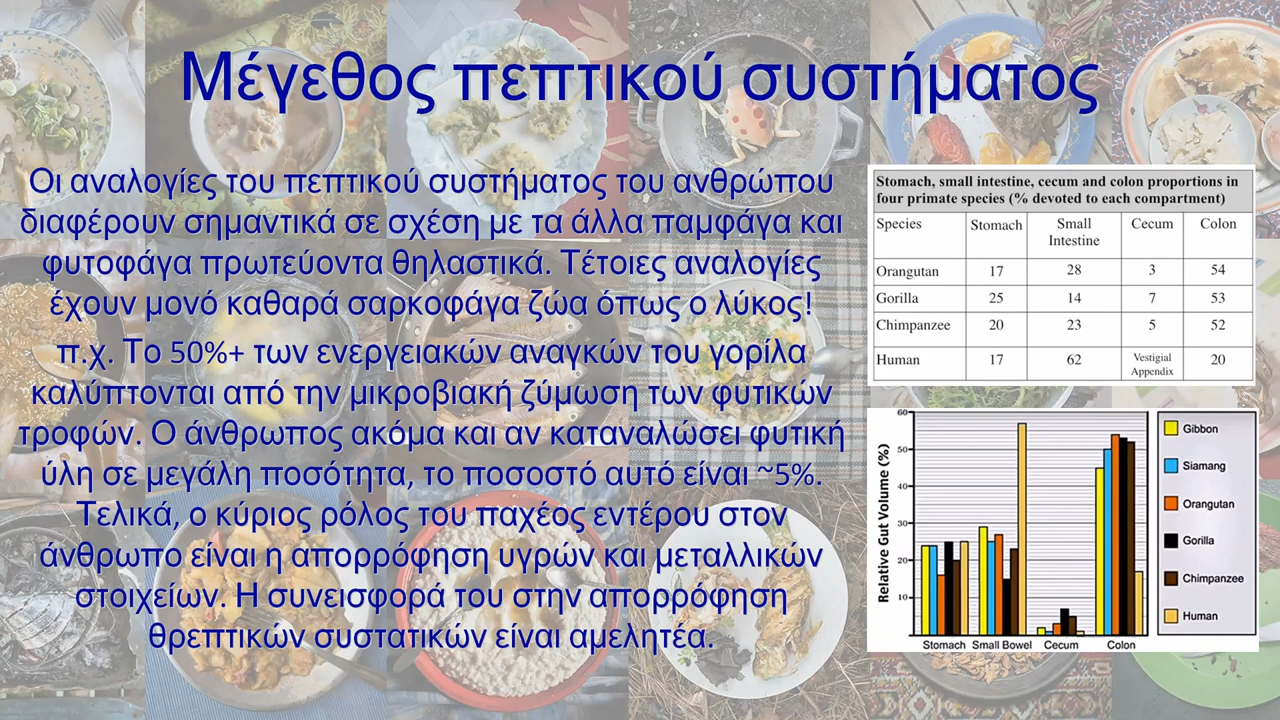 Μέγεθος πεπτικού συστήματος
Οι αναλογίες του πεπτικού συστήματος του ανθρώπου
διαφέρουν σημαντικά σε σχέση με τα άλλα παμφάγα και
φυτοφάγα πρωτεύοντα θηλαστικά. Τέτοιες αναλογίες
έχουν μονό καθαρά σαρκοφάγα ζώα όπως ο λύκος!
π.χ. Το 50%+ των ενεργειακών αναγκών του γορίλα
καλύπτονται από την μικροβιακή ζύμωση των φυτικών
τροφών. Ο άνθρωπος ακόμα και αν καταναλώσει φυτική
ύλη σε μεγάλη ποσότητα, το ποσοστό αυτό είναι ~5%.
Τελικά, ο κύριος ρόλος του παχέος εντέρου στον
άνθρωπο είναι η απορρόφηση υγρών και μεταλλικών
στοιχείων. Η συνεισφορά του στην απορρόφηση
θρεπτικών συστατικών είναι αμελητέα.
Stomach, small intestine, cecum and colon proportions in
four primate species (% devoted to each compartment)
Species Stomach Small Intestine Cecum Colon
Orangutan 17 28 3 54
Gorilla 25 14 7 53
Chimpanzee 20 23 5 52
Human 17 62 Vestigial Appendix 20
Relative Gut Volume (%)
60
50
40
30
20
10
Stomach Small Bowel Cecum Colon
Gibbon
Siamang
Orangutan
Gorilla
Chimpanzee
Human